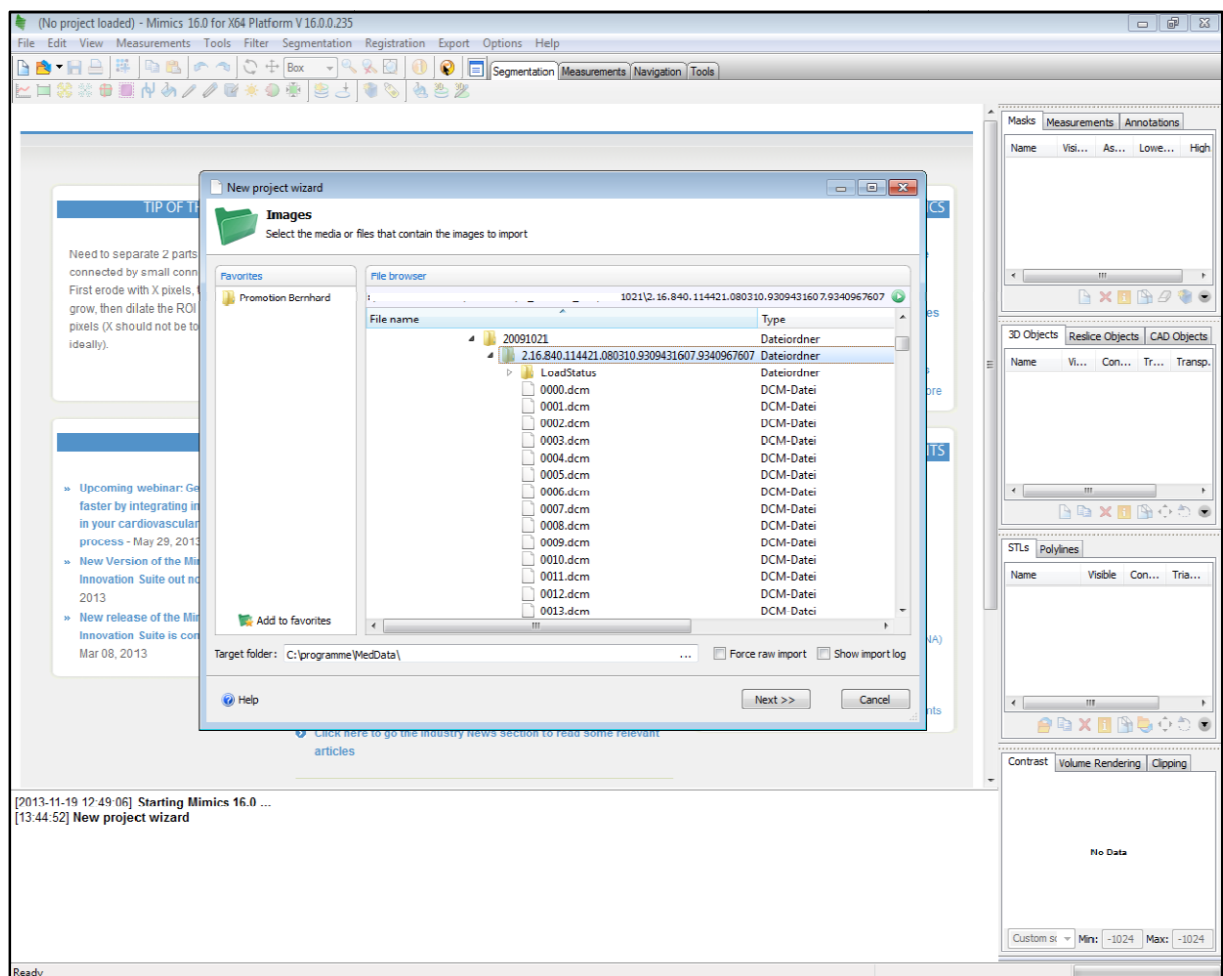 (No project loaded) - Mimics 16.0 for X64 Platform V 16.0.0.235
File Edit View Measurements Tools Filter Segmentation Registration Export Options Help
Box
Segmentation Measurements Navigation Tools
TIP OF TH
Need to separate 2 parts
connected by small conn
First erode with X pixels, t
grow, then dilate the ROI
pixels (X should not be to
ideally).
» Upcoming webinar: Ge
faster by integrating in
in your cardiovascular
process - May 29, 2013
» New Version of the Mi
Innovation Suite out no
2013
» New release of the Mir
Innovation Suite is con
Mar 08, 2013
New project wizard
Images
Select the media or files that contain the images to import
Favorites
Promotion Bernhard
Add to favorites
File browser
1021\2.16.840.114421.080310.9309431607.9340967607
File name Type
20091021 Dateiordner
2.16.840.114421.080310.9309431607.9340967607 Dateiordner
LoadStatus Dateiordner
0000.dcm DCM-Datei
0001.dcm DCM-Datei
0002.dcm DCM-Datei
0003.dcm DCM-Datei
0004.dcm DCM-Datei
0005.dcm DCM-Datei
0006.dcm DCM-Datei
0007.dcm DCM-Datei
0008.dcm DCM-Datei
0009.dcm DCM-Datei
0010.dcm DCM-Datei
0011.dcm DCM-Datei
0012.dcm DCM-Datei
0013.dcm DCM-Datei
Target folder: C:\programme\MedData\ ... Force raw import Show import log
Help Next >> Cancel
CS
es
ore
TS
NA)
nts
Click here to go the Industry News section to read some relevant
articles
Masks Measurements Annotations
Name Visi... As... Lowe... High
3D Objects Reslice Objects CAD Objects
Name Vi... Con... Tr... Transp.
STLs Polylines
Name Visible Con... Tria...
Contrast Volume Rendering Clipping
No Data
Custom sc Min: -1024 Max: -1024
[2013-11-19 12:49:06] Starting Mimics 16.0 ...
[13:44:52] New project wizard
Ready